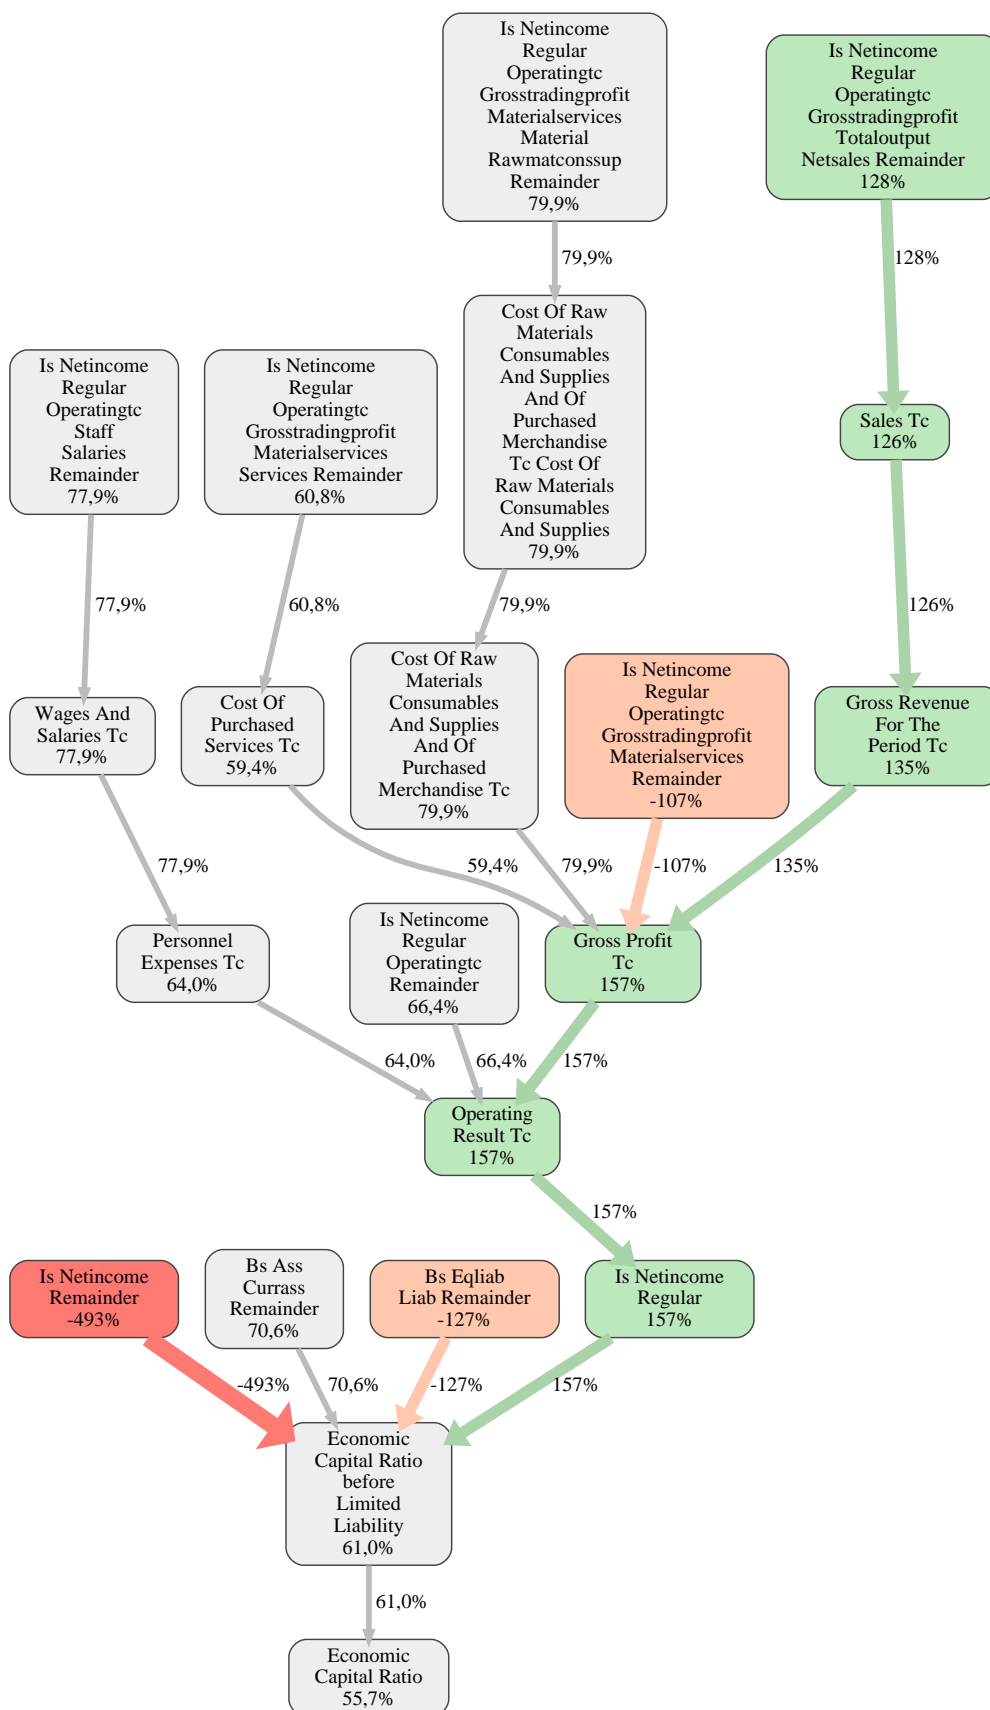 Is Netincome
Regular
Operatingtc
Grosstradingprofit
Materialservices
Material
Rawmatconssup
Remainder
79,9%
Is Netincome
Regular
Operatingtc
Grosstradingprofit
Totaloutput
Netsales Remainder
128%
79,9%
128%
Is Netincome
Regular
Operatingtc
Staff
Salaries
Remainder
77,9%
Is Netincome
Regular
Operatingtc
Grosstradingprofit
Materialservices
Services Remainder
60,8%
Cost Of Raw
Materials
Consumables
And Supplies
And Of
Purchased
Merchandise
Tc Cost Of
Raw Materials
Consumables
And Supplies
79,9%
Sales Tc
126%
77,9%
60,8%
79,9%
126%
Wages And
Salaries Tc
77,9%
Cost Of
Purchased
Services Tc
59,4%
Cost Of Raw
Materials
Consumables
And Supplies
And Of
Purchased
Merchandise Tc
79,9%
Is Netincome
Regular
Operatingtc
Grosstradingprofit
Materialservices
Remainder
-107%
Gross Revenue
For The
Period Tc
135%
77,9%
59,4%
79,9%
-107%
135%
Personnel
Expenses Tc
64,0%
Is Netincome
Regular
Operatingtc
Remainder
66,4%
Gross Profit
Tc
157%
64,0%
66,4%
157%
Operating
Result Tc
157%
157%
Is Netincome
Remainder
-493%
Bs Ass
Currass
Remainder
70,6%
Bs Eqliab
Liab Remainder
-127%
Is Netincome
Regular
157%
-493%
70,6%
-127%
157%
Economic
Capital Ratio
before
Limited
Liability
61,0%
61,0%
Economic
Capital Ratio
55,7%